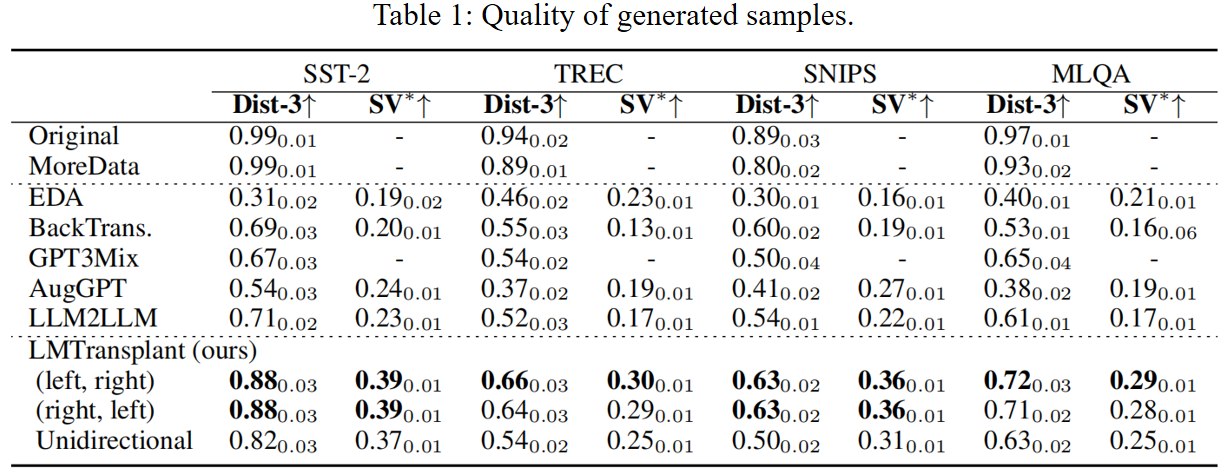 Table 1: Quality of generated samples.
SST-2 TREC SNIPS MLQA
Dist-3↑ SV*↑ Dist-3↑ SV*↑ Dist-3↑ SV*↑ Dist-3↑ SV*↑
Original 0.99₀.₀₁ - 0.94₀.₀₂ - 0.89₀.₀₃ - 0.97₀.₀₁ -
MoreData 0.99₀.₀₁ - 0.89₀.₀₁ - 0.80₀.₀₂ - 0.93₀.₀₂ -
EDA 0.31₀.₀₂ 0.19₀.₀₂ 0.46₀.₀₂ 0.23₀.₀₁ 0.30₀.₀₁ 0.16₀.₀₁ 0.40₀.₀₁ 0.21₀.₀₁
BackTrans. 0.69₀.₀₃ 0.20₀.₀₁ 0.55₀.₀₃ 0.13₀.₀₁ 0.60₀.₀₂ 0.19₀.₀₁ 0.53₀.₀₁ 0.16₀.₀₆
GPT3Mix 0.67₀.₀₃ - 0.54₀.₀₂ - 0.50₀.₀₄ - 0.65₀.₀₄ -
AugGPT 0.54₀.₀₃ 0.24₀.₀₁ 0.37₀.₀₂ 0.19₀.₀₁ 0.41₀.₀₂ 0.27₀.₀₁ 0.38₀.₀₂ 0.19₀.₀₁
LLM2LLM 0.71₀.₀₂ 0.23₀.₀₁ 0.52₀.₀₃ 0.17₀.₀₁ 0.54₀.₀₁ 0.22₀.₀₁ 0.61₀.₀₁ 0.17₀.₀₁
LMTransplant (ours)
(left, right) 0.88₀.₀₃ 0.39₀.₀₁ 0.66₀.₀₃ 0.30₀.₀₁ 0.63₀.₀₂ 0.36₀.₀₁ 0.72₀.₀₃ 0.29₀.₀₁
(right, left) 0.88₀.₀₃ 0.39₀.₀₁ 0.64₀.₀₃ 0.29₀.₀₁ 0.63₀.₀₂ 0.36₀.₀₁ 0.71₀.₀₂ 0.28₀.₀₁
Unidirectional 0.82₀.₀₃ 0.37₀.₀₁ 0.54₀.₀₂ 0.25₀.₀₁ 0.50₀.₀₂ 0.31₀.₀₁ 0.63₀.₀₂ 0.25₀.₀₁